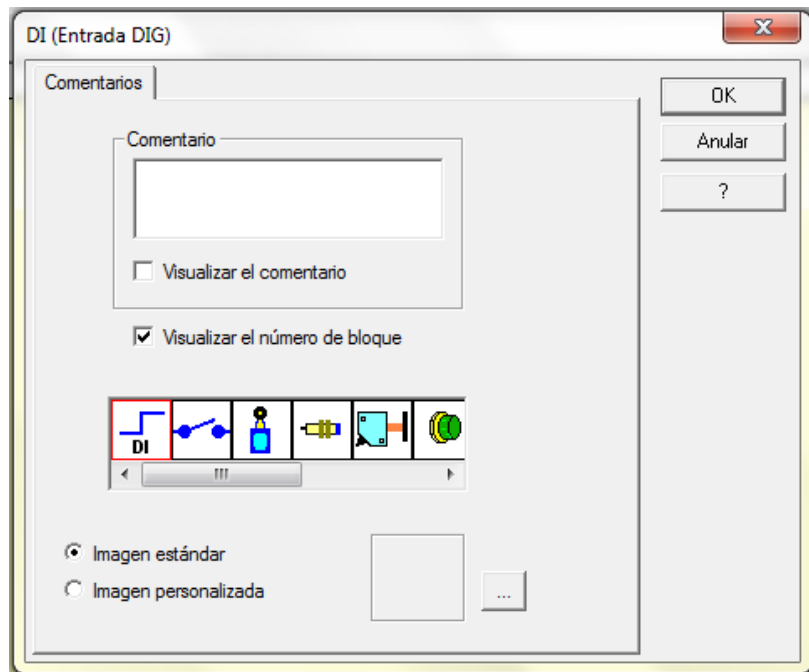 DI (Entrada DIG)
Comentarios
OK
Anular
?
Comentario
Visualizar el comentario
Visualizar el número de bloque
DI
Imagen estándar
Imagen personalizada
...